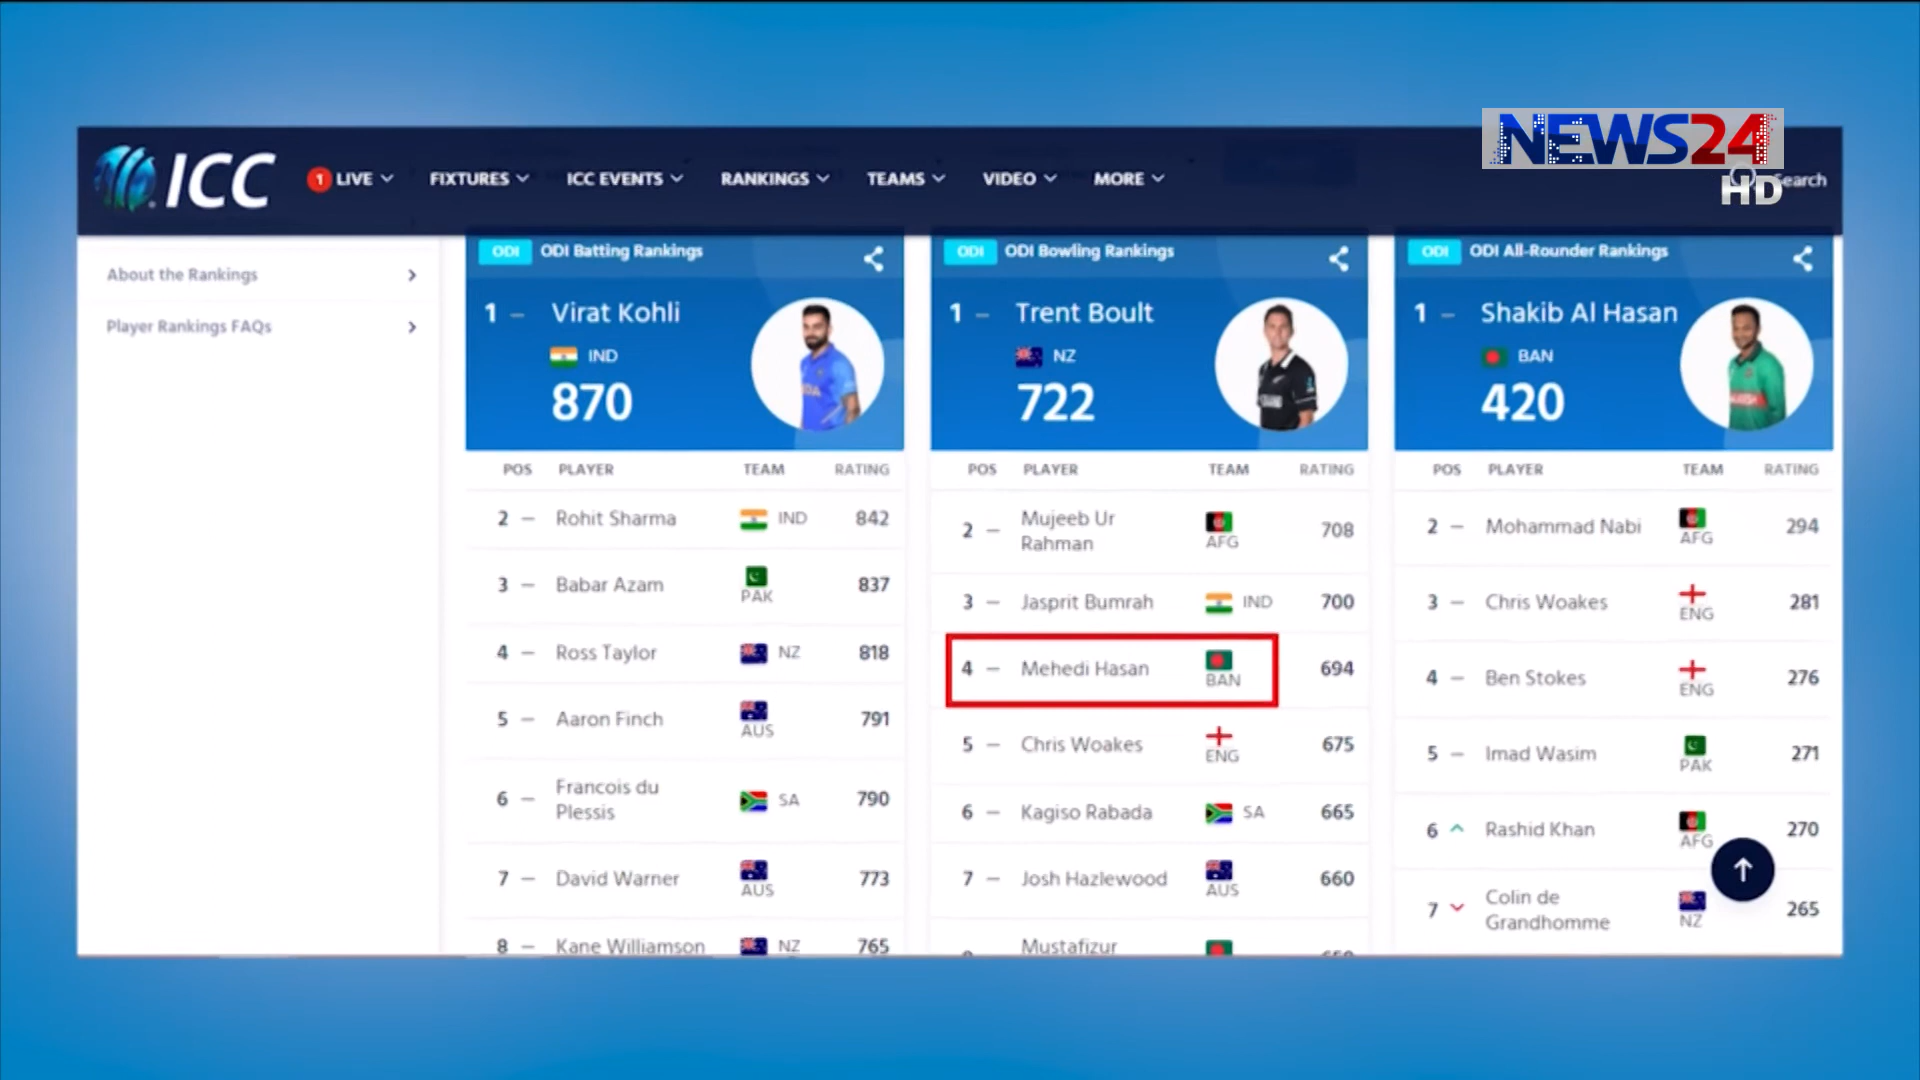 NEWS24
HD
ICC
1 LIVE FIXTURES ICC EVENTS RANKINGS TEAMS VIDEO MORE
About the Rankings
Player Rankings FAQs
ODI ODI Batting Rankings
1 – Virat Kohli
IND
870
POS PLAYER TEAM RATING
2 – Rohit Sharma IND 842
3 – Babar Azam PAK 837
4 – Ross Taylor NZ 818
5 – Aaron Finch AUS 791
6 – Francois du
Plessis SA 790
7 – David Warner AUS 773
8 – Kane Williamson NZ 765
ODI ODI Bowling Rankings
1 – Trent Boult
NZ
722
POS PLAYER TEAM RATING
2 – Mujeeb Ur
Rahman AFG 708
3 – Jasprit Bumrah IND 700
4 – Mehedi Hasan BAN 694
5 – Chris Woakes ENG 675
6 – Kagiso Rabada SA 665
7 – Josh Hazlewood AUS 660
Mustafizur
ODI ODI All-Rounder Rankings
1 – Shakib Al Hasan
BAN
420
POS PLAYER TEAM RATING
2 – Mohammad Nabi AFG 294
3 – Chris Woakes ENG 281
4 – Ben Stokes ENG 276
5 – Imad Wasim PAK 271
6 Rashid Khan AFG 270
7 Colin de
Grandhomme NZ 265